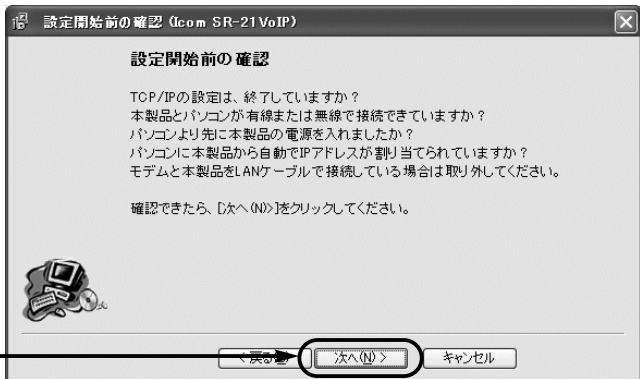 設定開始前の確認 (Icom SR-21VoIP)
設定開始前の確認
TCP/IPの設定は、終了していますか？
本製品とパソコンが有線または無線で接続できていますか？
パソコンより先に本製品の電源を入れましたか？
パソコンに本製品から自動でIPアドレスが割り当てられていますか？
モデムと本製品をLANケーブルで接続している場合は取り外してください。
確認できたら、[次へ(N)>]をクリックしてください。
< 戻る(B) 次へ(N) > キャンセル